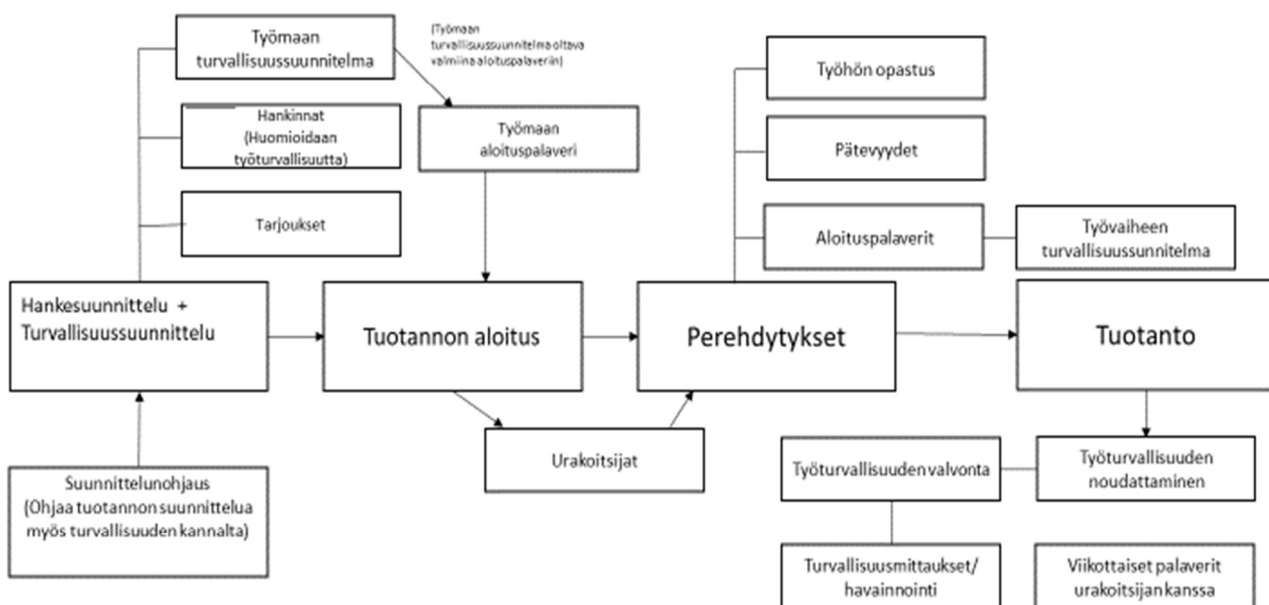 Työmaan
turvallisuussuunnitelma
(Työmaan
turvallisuussuunnitelma oltava
valmiina aloituspalaveriin)
Hankinnat
(Huomioidaan
työturvallisuutta)
Työmaan
aloituspalaveri
Tarjoukset
Työhön opastus
Pätevyydet
Aloituspalaverit
Työvaiheen
turvallisuussunnitelma
Hankesuunnittelu +
Turvallisuussuunnittelu
Tuotannon aloitus
Perehdytykset
Tuotanto
Urakoitsijat
Suunnittelunohjaus
(Ohjaa tuotannon suunnittelua
myös turvallisuuden kannalta)
Työturvallisuuden valvonta
Työturvallisuuden
noudattaminen
Turvallisuusmittaukset/
havainnointi
Viikottaiset palaverit
urakoitsijan kanssa